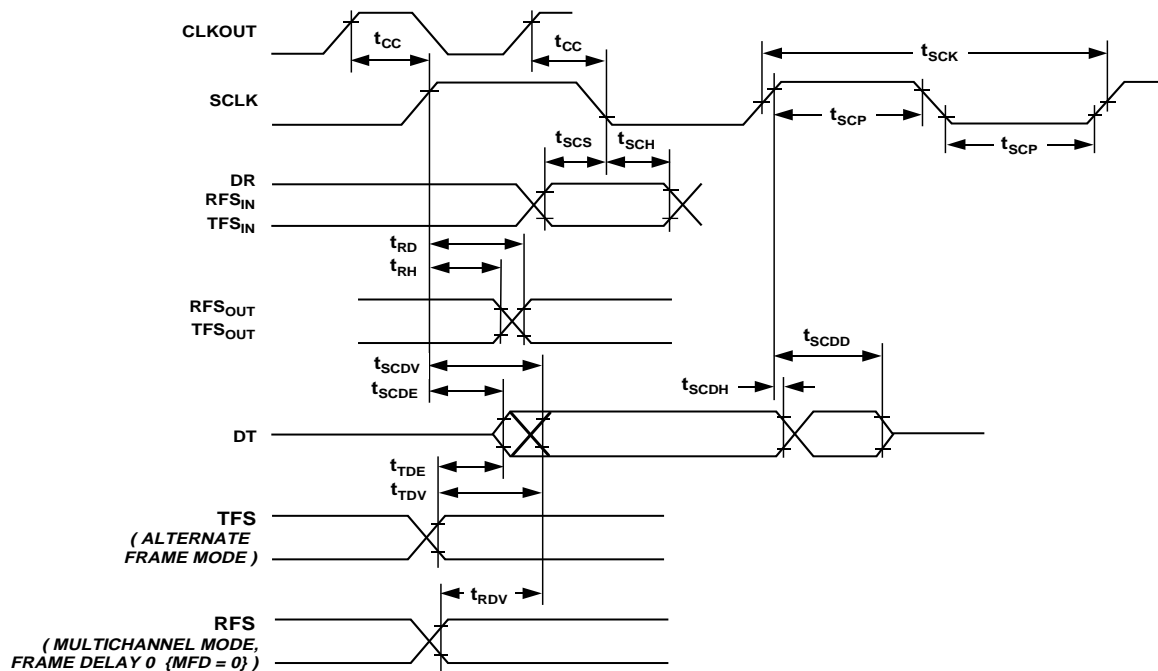 CLKOUT
t_CC
t_CC
t_SCK
SCLK
t_SCP
t_SCP
t_SCS
t_SCH
DR
RFS_IN
TFS_IN
t_RD
t_RH
RFS_OUT
TFS_OUT
t_SCDV
t_SCDE
t_SCDD
t_SCDH
DT
t_TDE
t_TDV
TFS
( ALTERNATE
FRAME MODE )
t_RDV
RFS
( MULTICHANNEL MODE,
FRAME DELAY 0 {MFD = 0} )